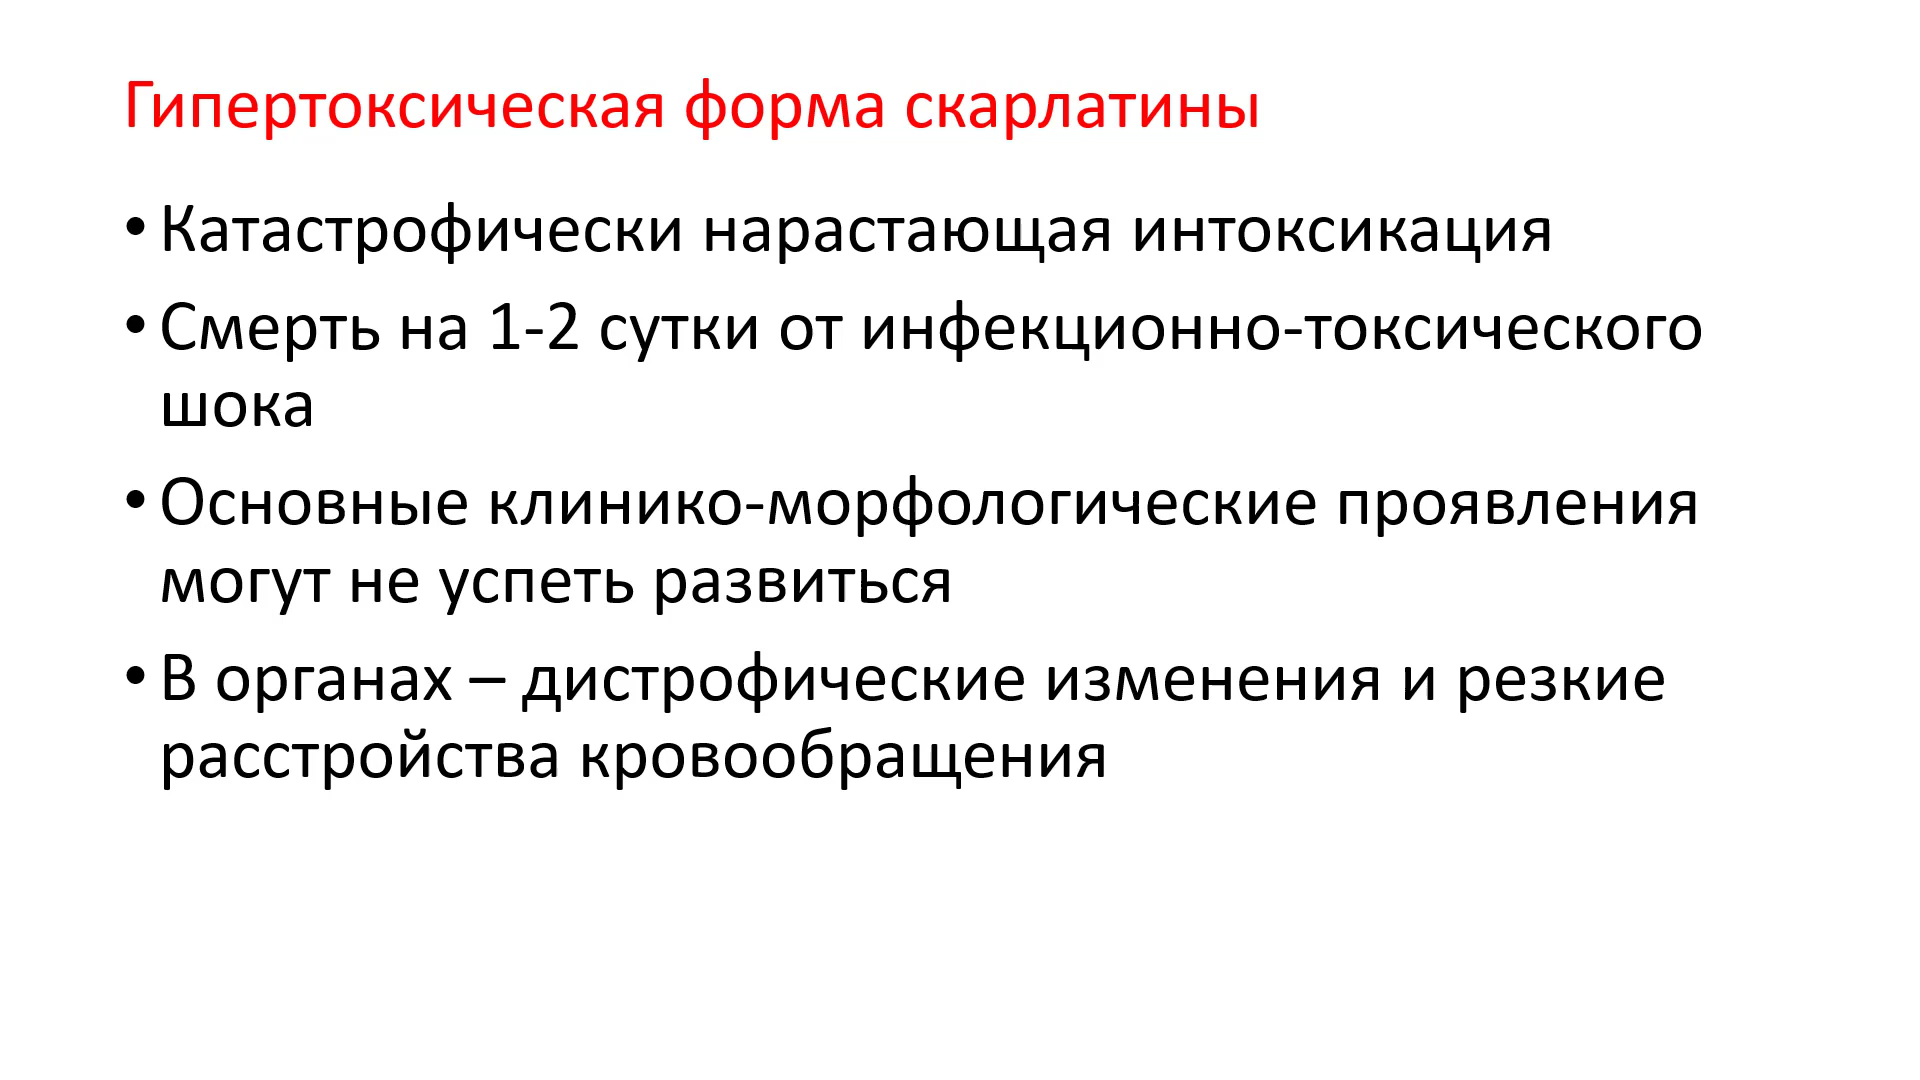 Гипертоксическая форма скарлатины
• Катастрофически нарастающая интоксикация
• Смерть на 1-2 сутки от инфекционно-токсического
шока
• Основные клинико-морфологические проявления
могут не успеть развиться
• В органах – дистрофические изменения и резкие
расстройства кровообращения